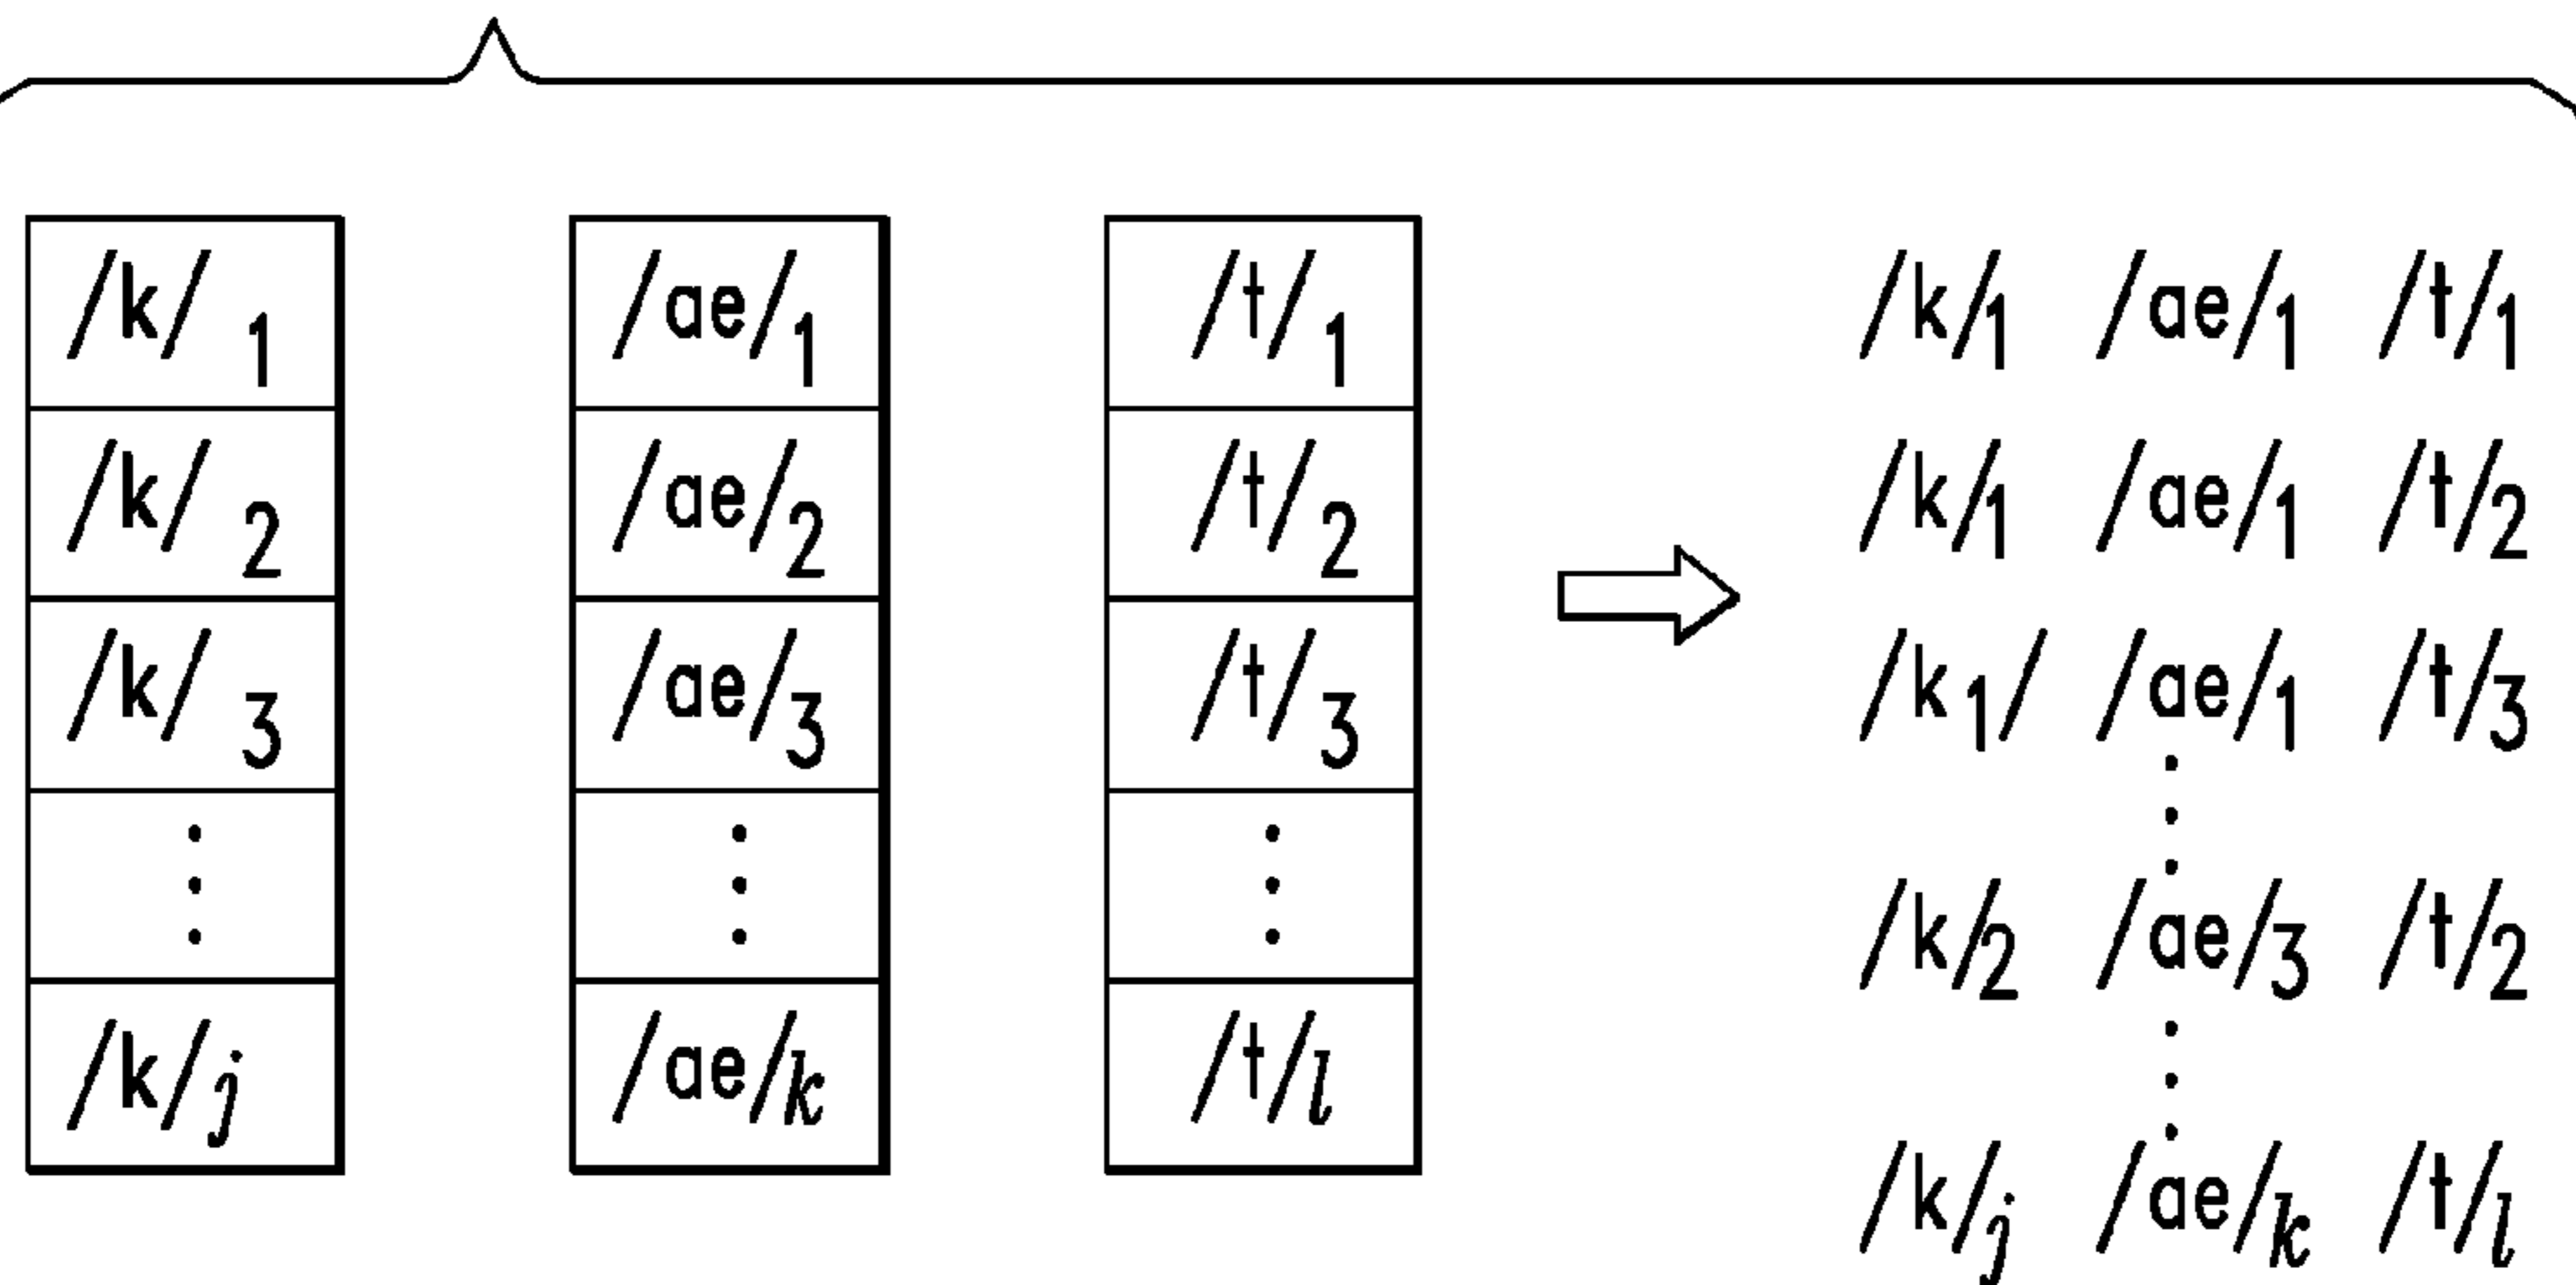 /k/ 1 /ae/1 /t/1 /k/1 /ae/1 /t/1
/k/ 2 /ae/2 /t/2 /k/1 /ae/1 /t/2
/k/ 3 /ae/3 /t/3 /k1/ /ae/1 /t/3
/k/2 /ae/3 /t/2
/k/j /ae/k /t/l
/k/j /ae/k /t/l